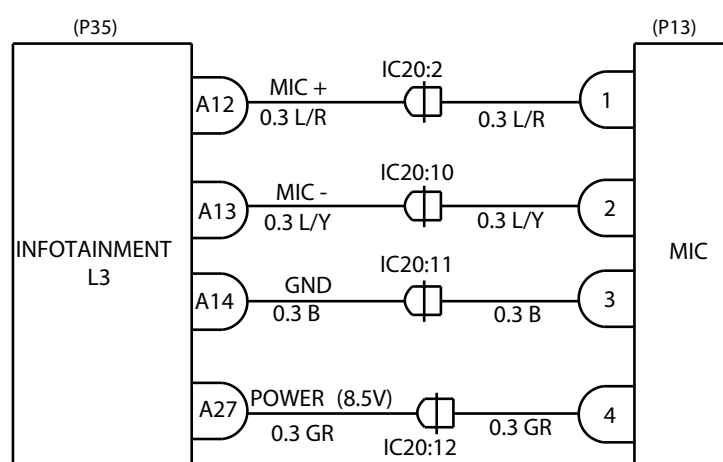 (P35) (P13)
IC20:2
A12 MIC + 1
0.3 L/R 0.3 L/R
IC20:10
A13 MIC - 2
0.3 L/Y 0.3 L/Y
INFOTAINMENT MIC
L3
IC20:11
A14 GND 3
0.3 B 0.3 B
A27 POWER (8.5V) 4
0.3 GR 0.3 GR
IC20:12